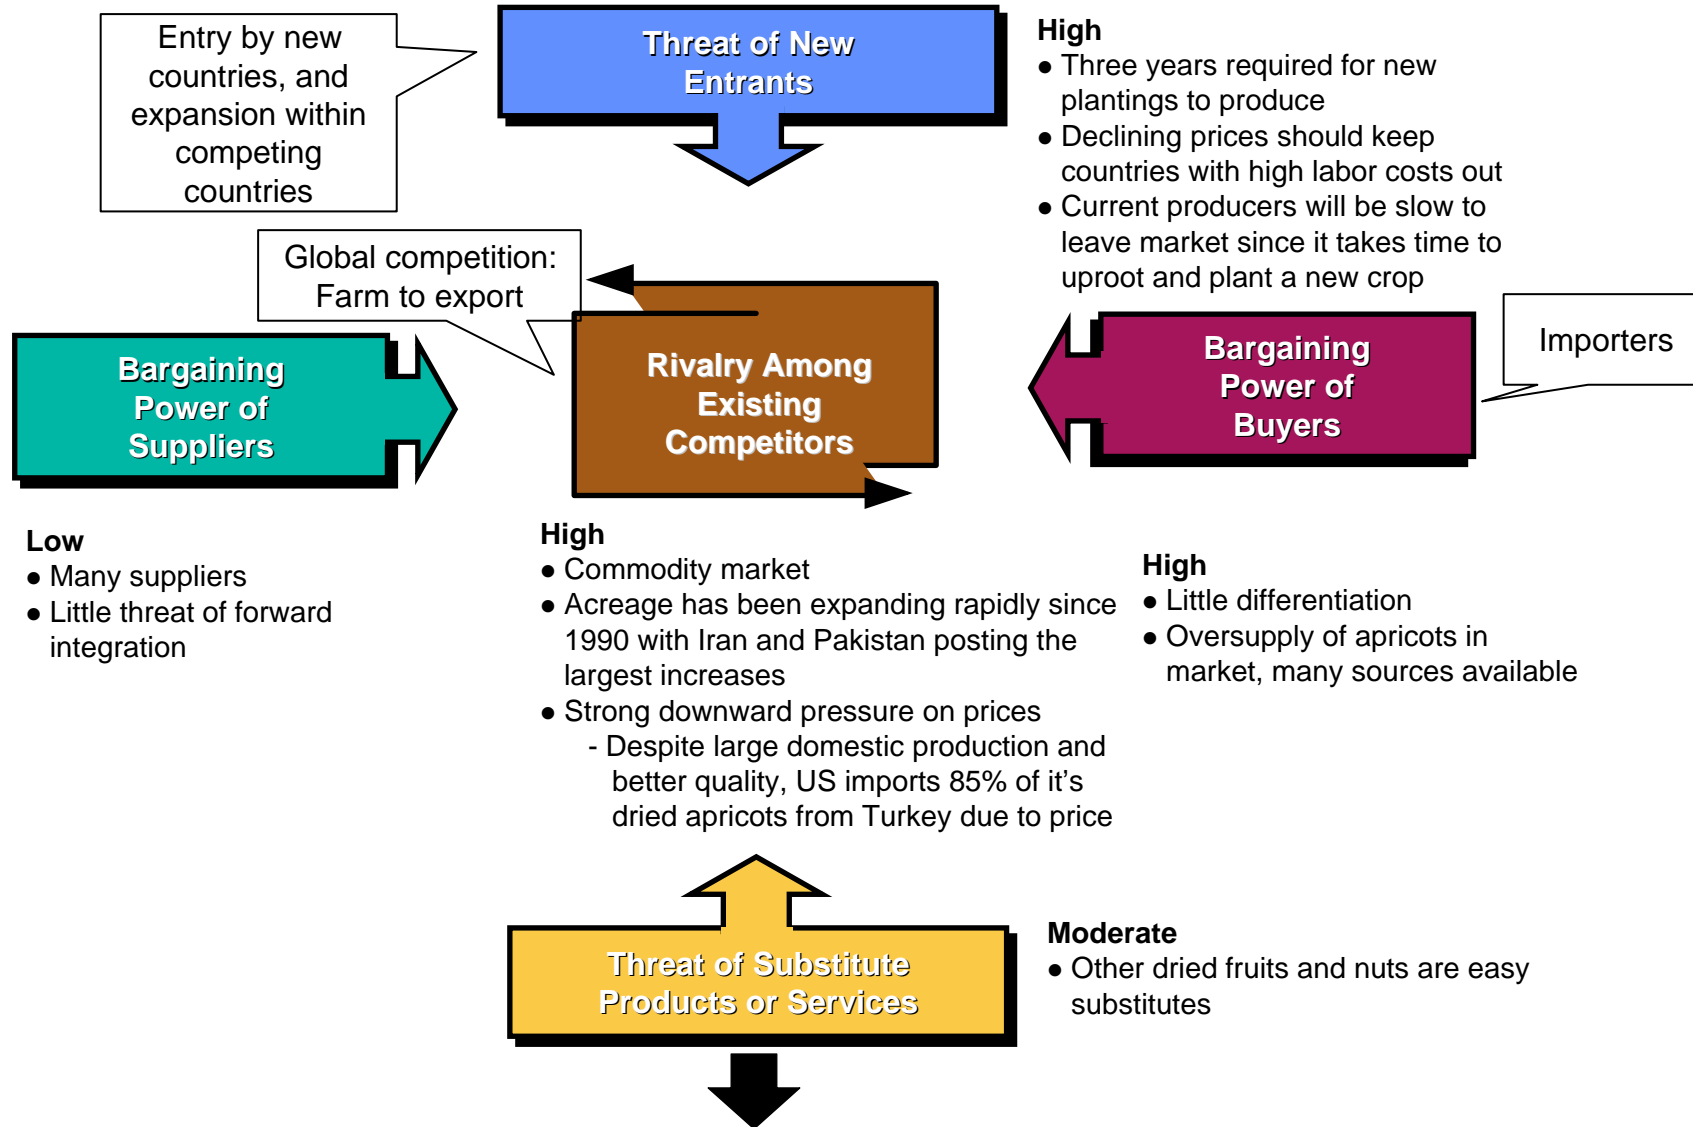 Entry by new
countries, and
expansion within
competing
countries
Threat of New
Entrants
High
● Three years required for new
plantings to produce
● Declining prices should keep
countries with high labor costs out
● Current producers will be slow to
leave market since it takes time to
uproot and plant a new crop
Global competition:
Farm to export
Importers
Bargaining
Power of
Suppliers
Rivalry Among
Existing
Competitors
Bargaining
Power of
Buyers
Low
● Many suppliers
● Little threat of forward
integration
High
● Commodity market
● Acreage has been expanding rapidly since
1990 with Iran and Pakistan posting the
largest increases
● Strong downward pressure on prices
- Despite large domestic production and
better quality, US imports 85% of it’s
dried apricots from Turkey due to price
High
● Little differentiation
● Oversupply of apricots in
market, many sources available
Threat of Substitute
Products or Services
Moderate
● Other dried fruits and nuts are easy
substitutes